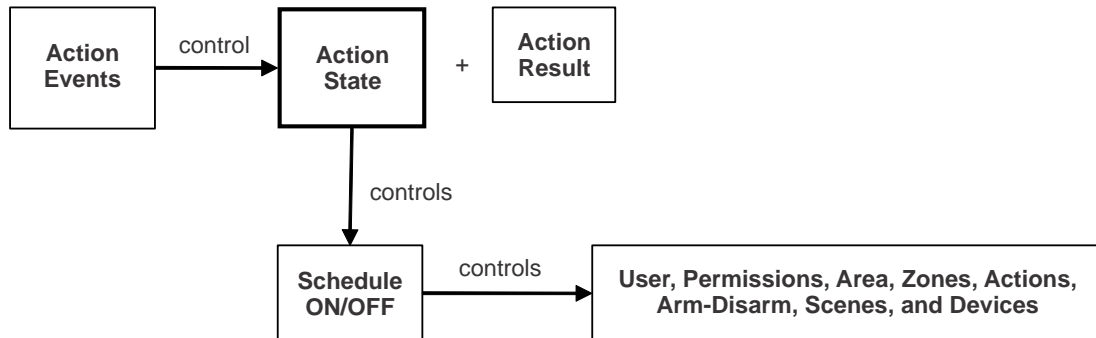 Action
Events
control
Action
State
+
Action
Result
controls
Schedule
ON/OFF
controls
User, Permissions, Area, Zones, Actions,
Arm-Disarm, Scenes, and Devices